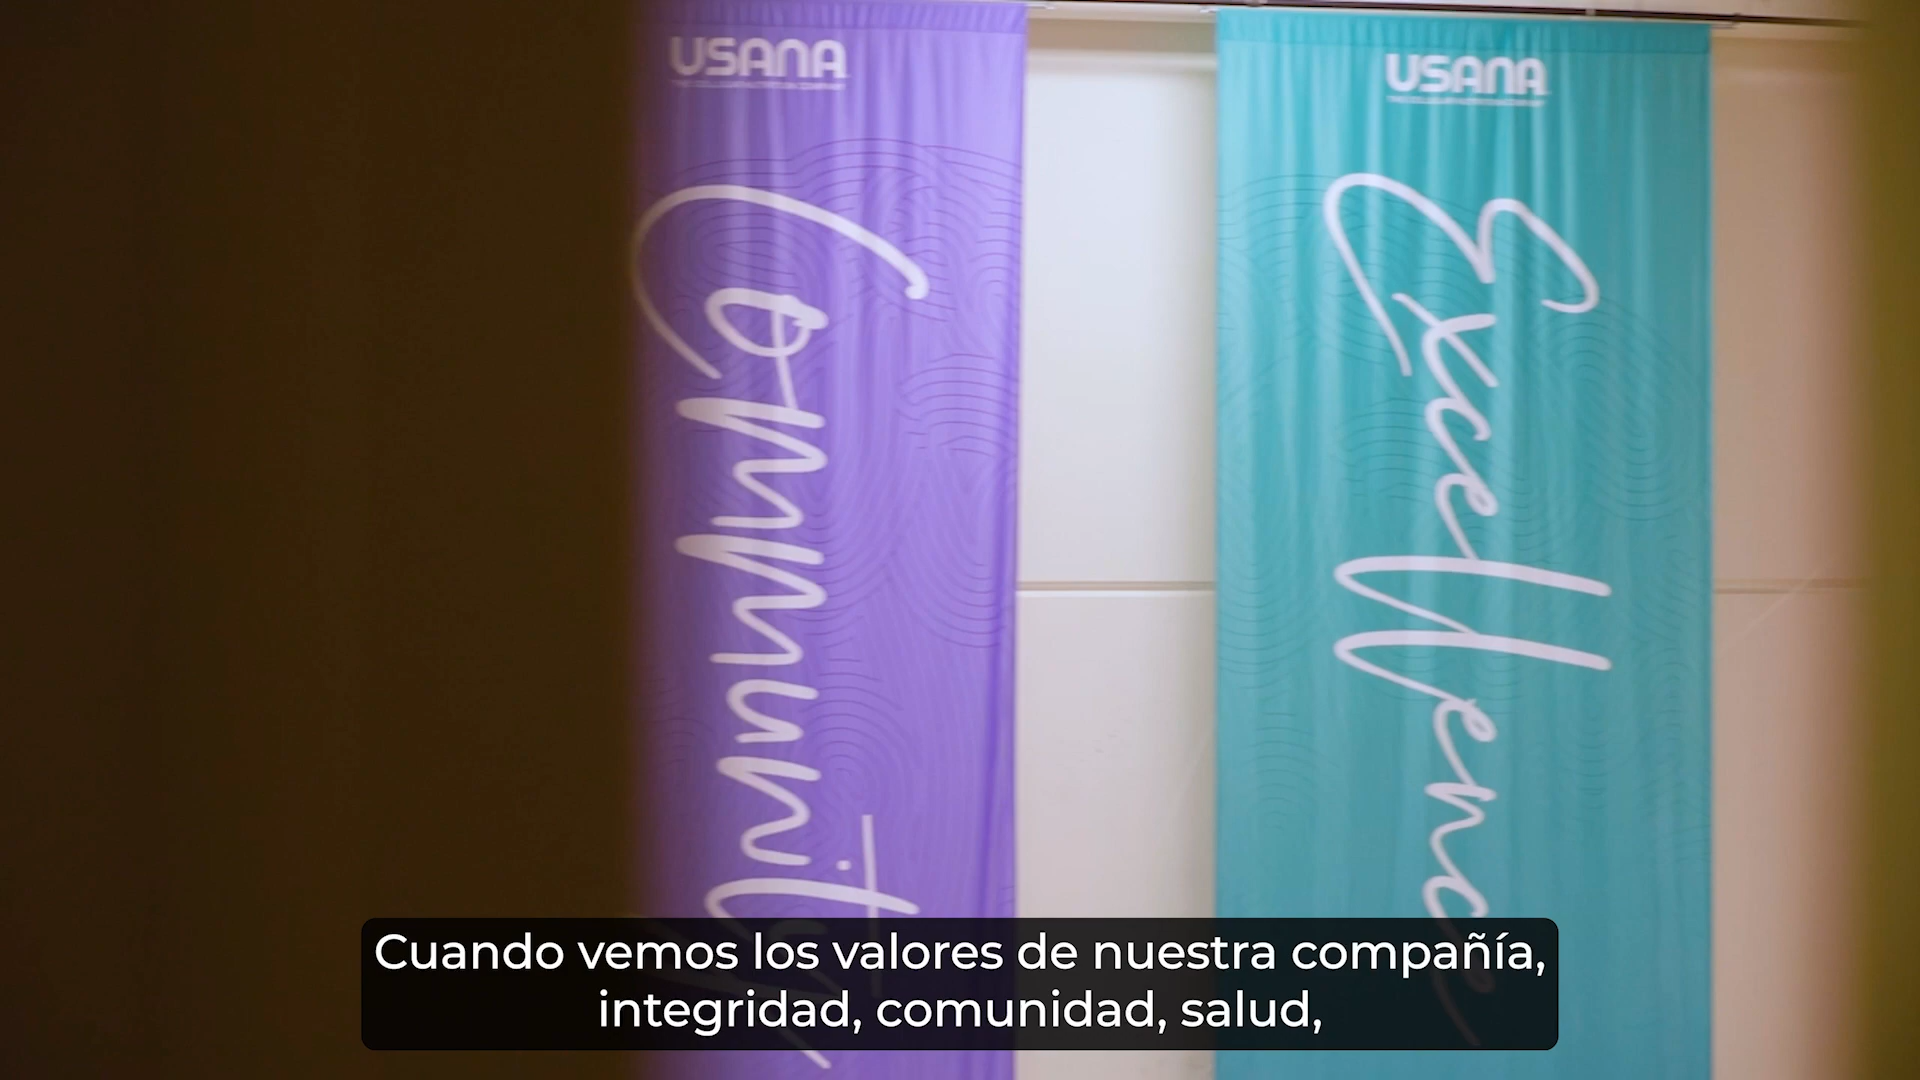 USANA
Community
USANA
Excellence
Cuando vemos los valores de nuestra compañía,
integridad, comunidad, salud,